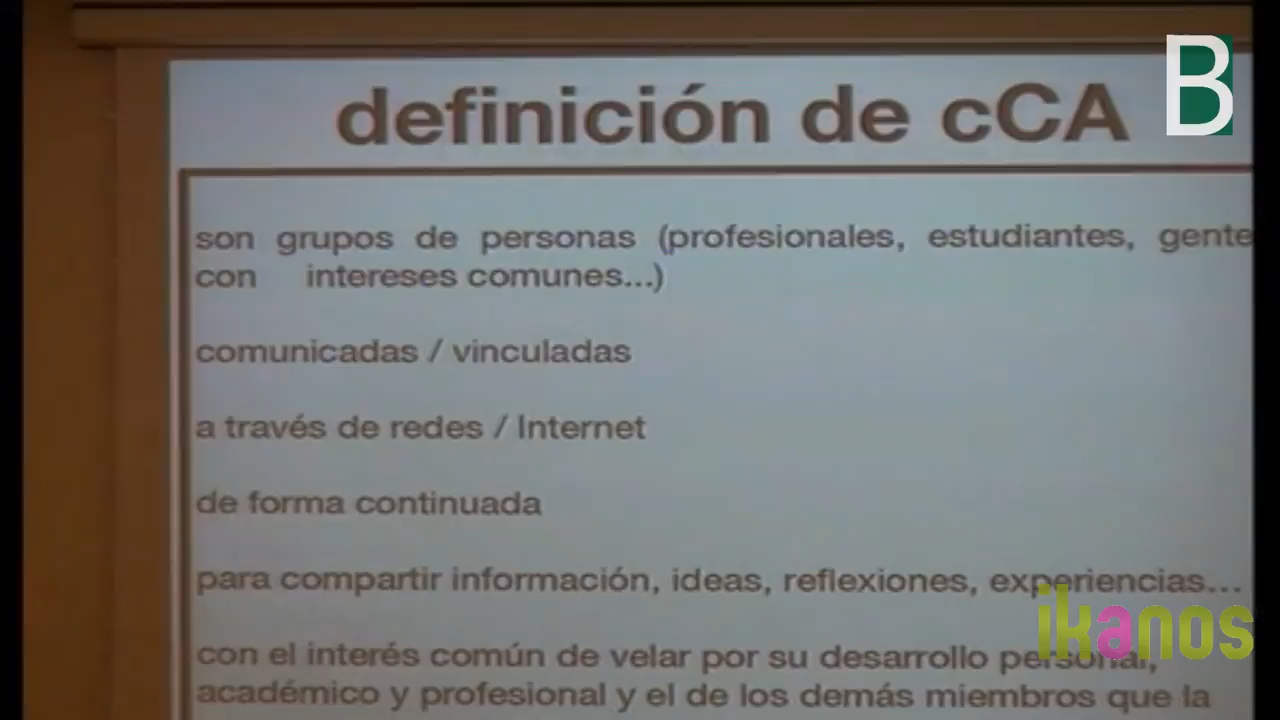 B
definición de cCA
son grupos de personas (profesionales, estudiantes, gente
con intereses comunes...)
comunicadas / vinculadas
a través de redes / Internet
de forma continuada
para compartir información, ideas, reflexiones, experiencias...
ikanos
con el interés común de velar por su desarrollo personal,
académico y profesional y el de los demás miembros que la